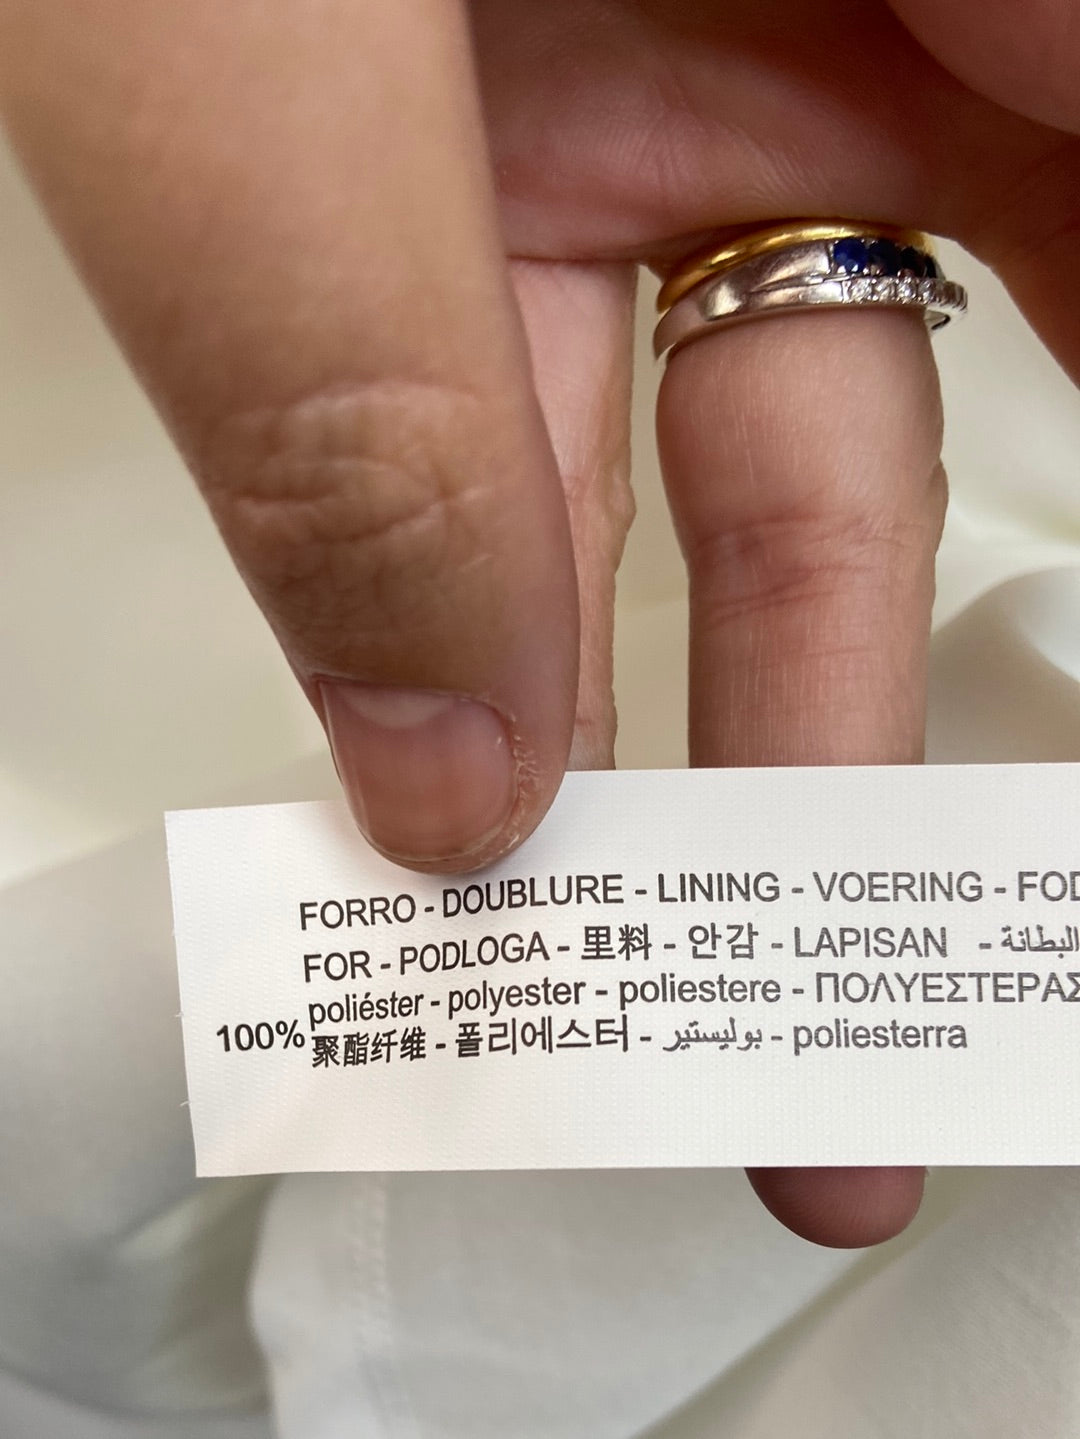 FORRO - DOUBLURE - LINING - VOERING -
FOR - PODLOGA - 里料 - 안감 - LAPISAN - البطانة
poliéster - polyester - poliestere - ΠΟΛΥΕΣΤΕΡΑΣ
100% 聚酯纤维 - 폴리에스터 - بوليستير - poliesterra